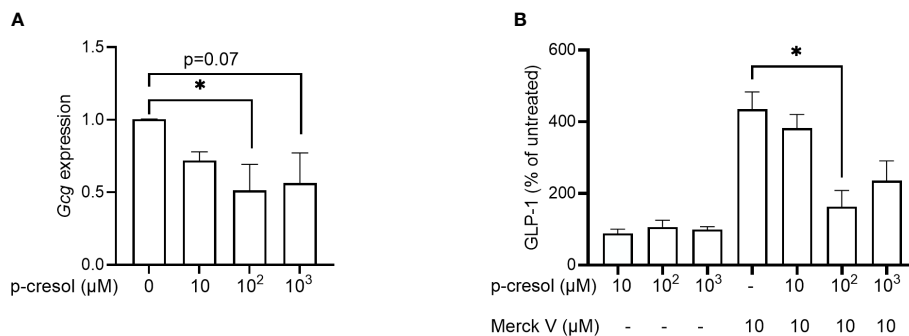 A
1.5
1.0
0.5
0.0
Gcg expression
p=0.07
*
p-cresol (µM) 0 10 10² 10³
B
600
400
200
0
GLP-1 (% of untreated)
*
p-cresol (µM) 10 10² 10³ - 10 10² 10³
Merck V (µM) - - - 10 10 10 10